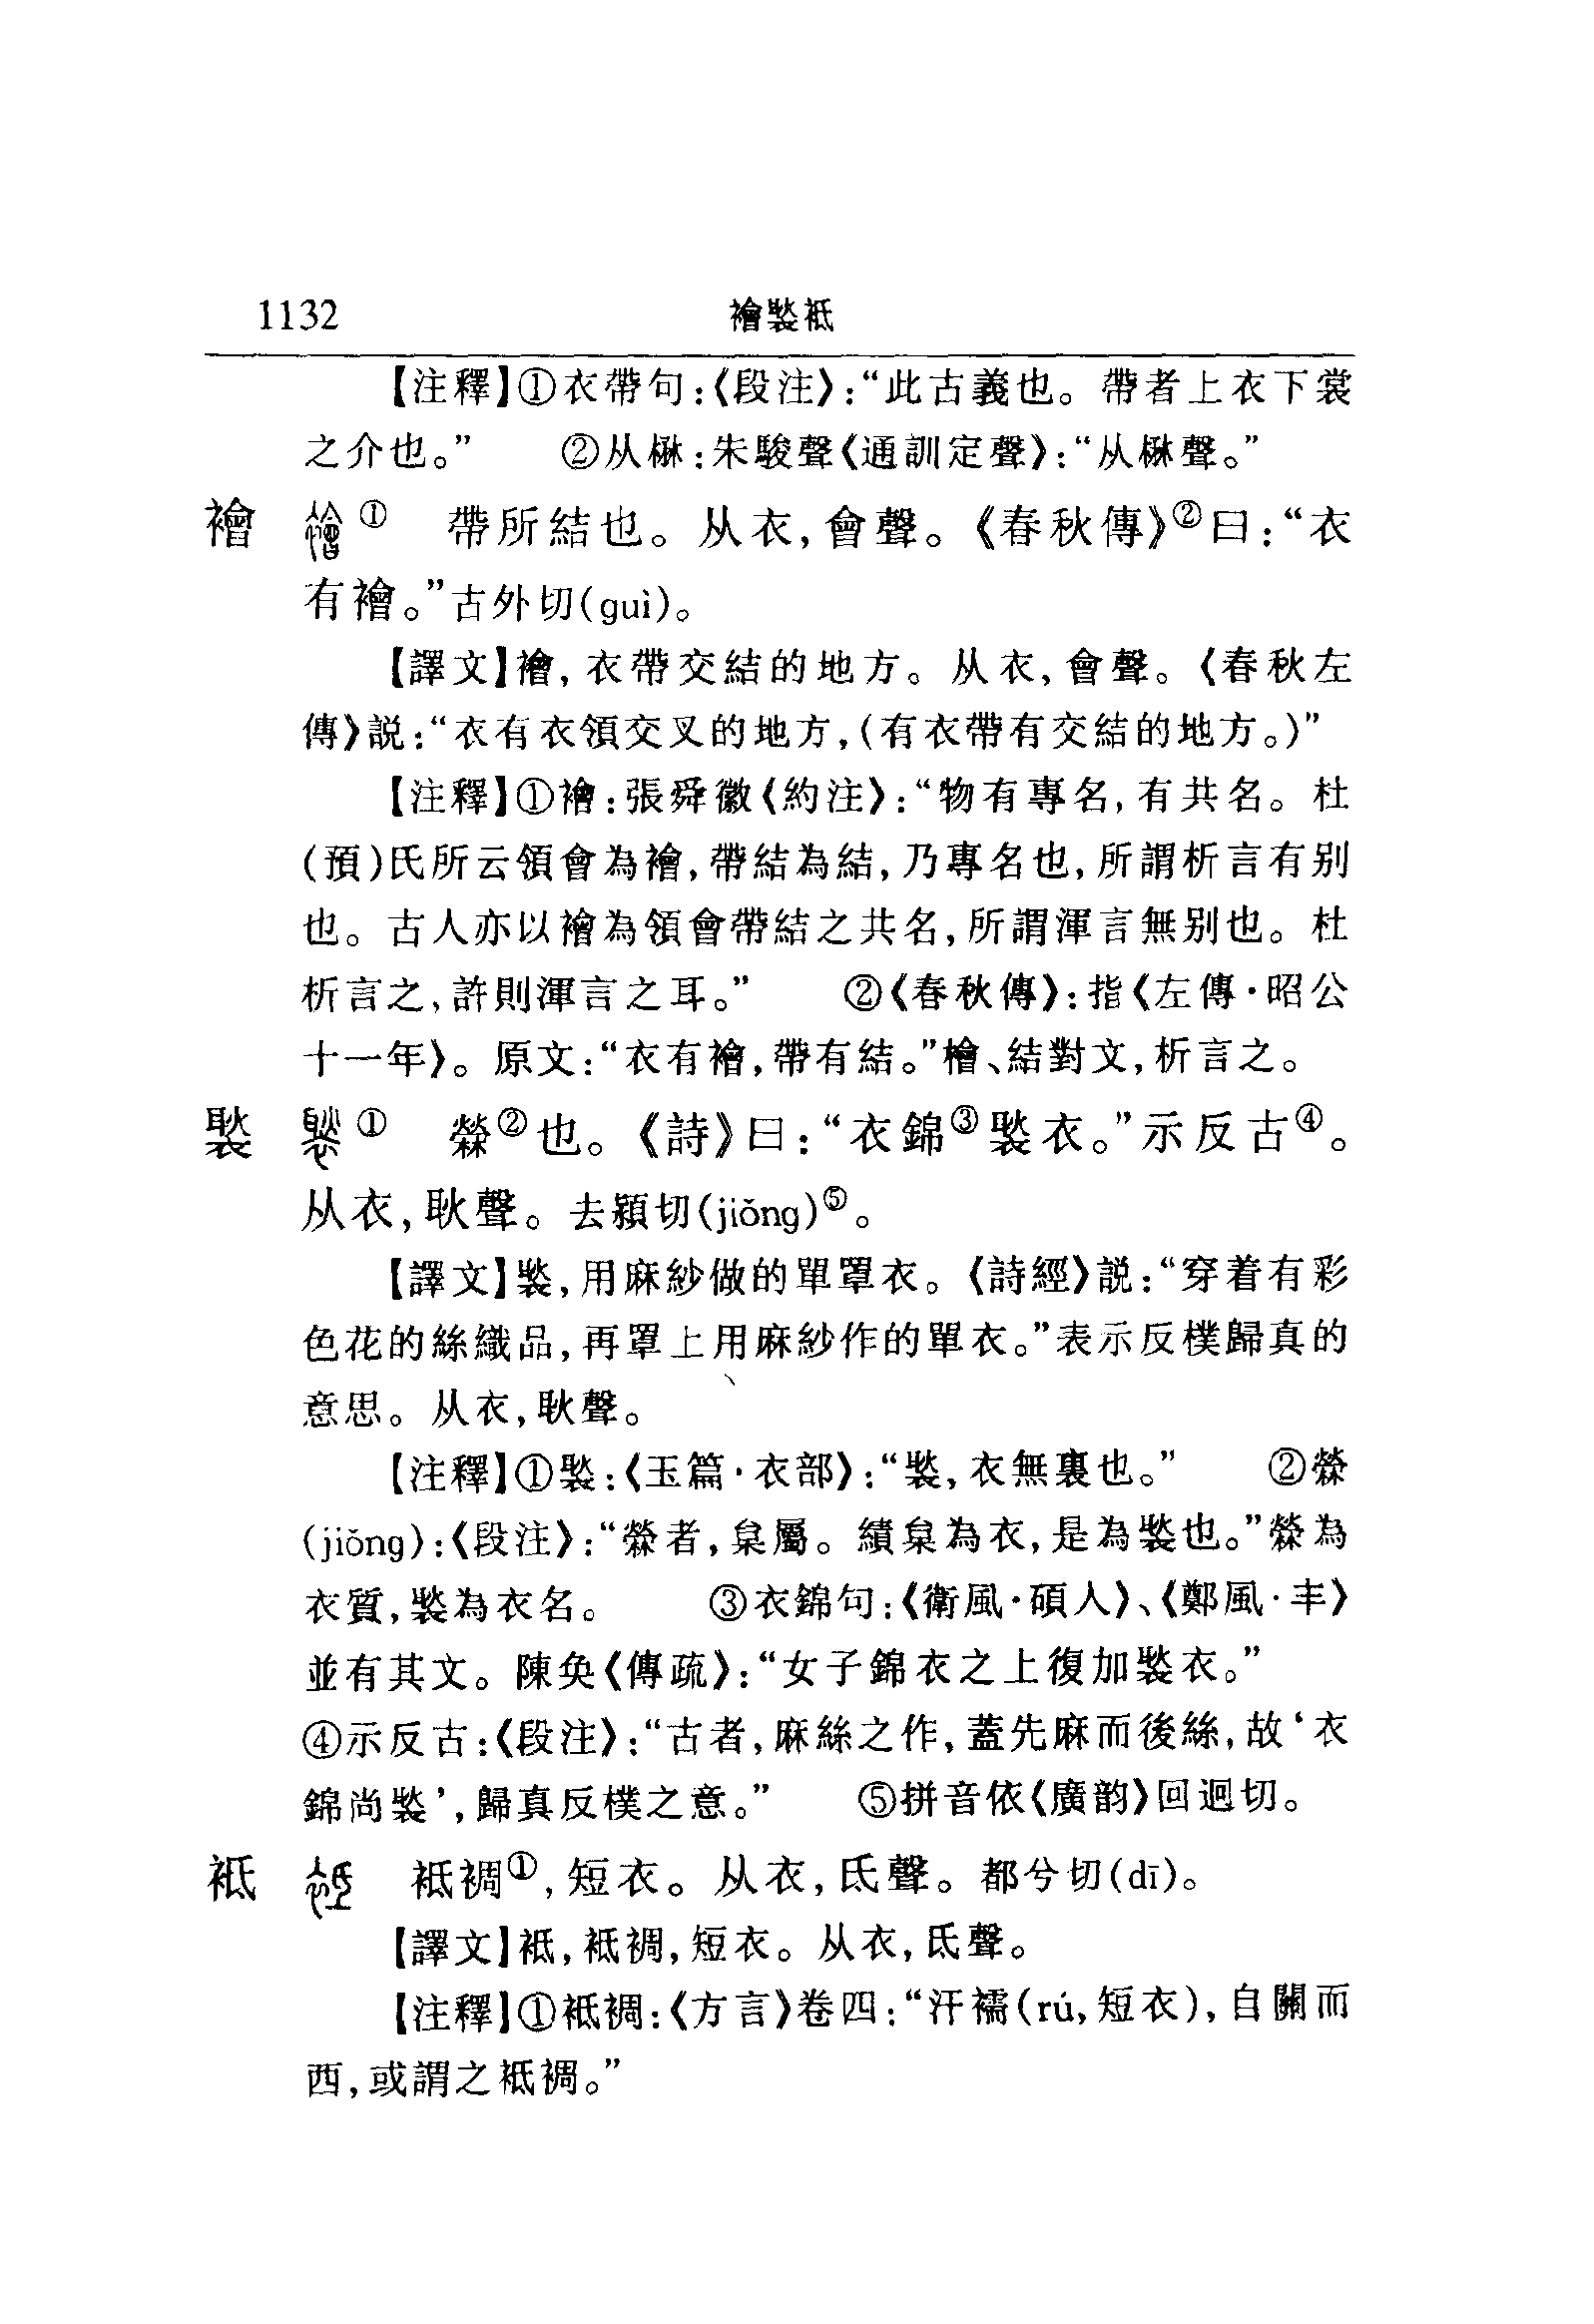 1132 襘褧袛
【注釋】①衣帶句:《段注》:“此古義也。帶者上衣下裳
之介也。” ②从㯥:朱駿聲《通訓定聲》:“从㯥聲。”
襘 ① 帶所結也。从衣,會聲。《春秋傳》②曰:“衣
有襘。”古外切(guì)。
【譯文】襘,衣帶交結的地方。从衣,會聲。《春秋左
傳》説:“衣有衣領交叉的地方,(有衣帶有交結的地方。)”
【注釋】①襘:張舜徽《約注》:“物有專名,有共名。杜
(預)氏所云領會為襘,帶結為結,乃專名也,所謂析言有别
也。古人亦以襘為領會帶結之共名,所謂渾言無别也。杜
析言之,許則渾言之耳。” ②《春秋傳》:指《左傳·昭公
十一年》。原文:“衣有襘,帶有結。”檜、結對文,析言之。
褧 ① 檾②也。《詩》曰:“衣錦③褧衣。”示反古④。
从衣,耿聲。去潁切(jiǒng)⑤。
【譯文】褧,用麻紗做的單罩衣。《詩經》説:“穿着有彩
色花的絲織品,再罩上用麻紗作的單衣。”表示反樸歸真的
意思。从衣,耿聲。
【注釋】①褧:《玉篇·衣部》:“褧,衣無裏也。” ②檾
(jiǒng):《段注》:“檾者,枲屬。績枲為衣,是為褧也。”檾為
衣質,褧為衣名。 ③衣錦句:《衛風·碩人》、《鄭風·丰》
並有其文。陳奂《傳疏》:“女子錦衣之上復加褧衣。”
④示反古:《段注》:“古者,麻絲之作,蓋先麻而後絲,故‘衣
錦尚褧’,歸真反樸之意。” ⑤拼音依《廣韵》回迥切。
袛 袛裯①,短衣。从衣,氐聲。都兮切(dī)。
【譯文】袛,袛裯,短衣。从衣,氐聲。
【注釋】①袛裯:《方言》卷四:“汗襦(rú,短衣),自關而
西,或謂之袛裯。”